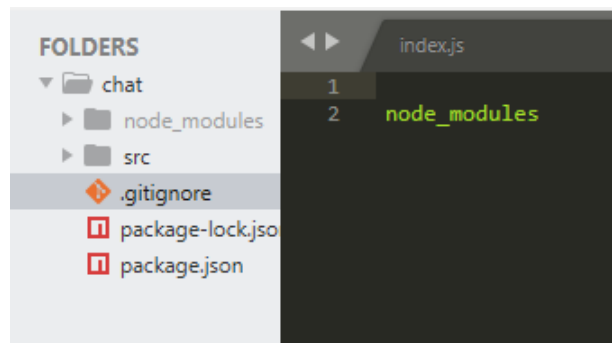 FOLDERS
chat
node_modules
src
.gitignore
package-lock.jso
package.json
index.js
1
2 node_modules